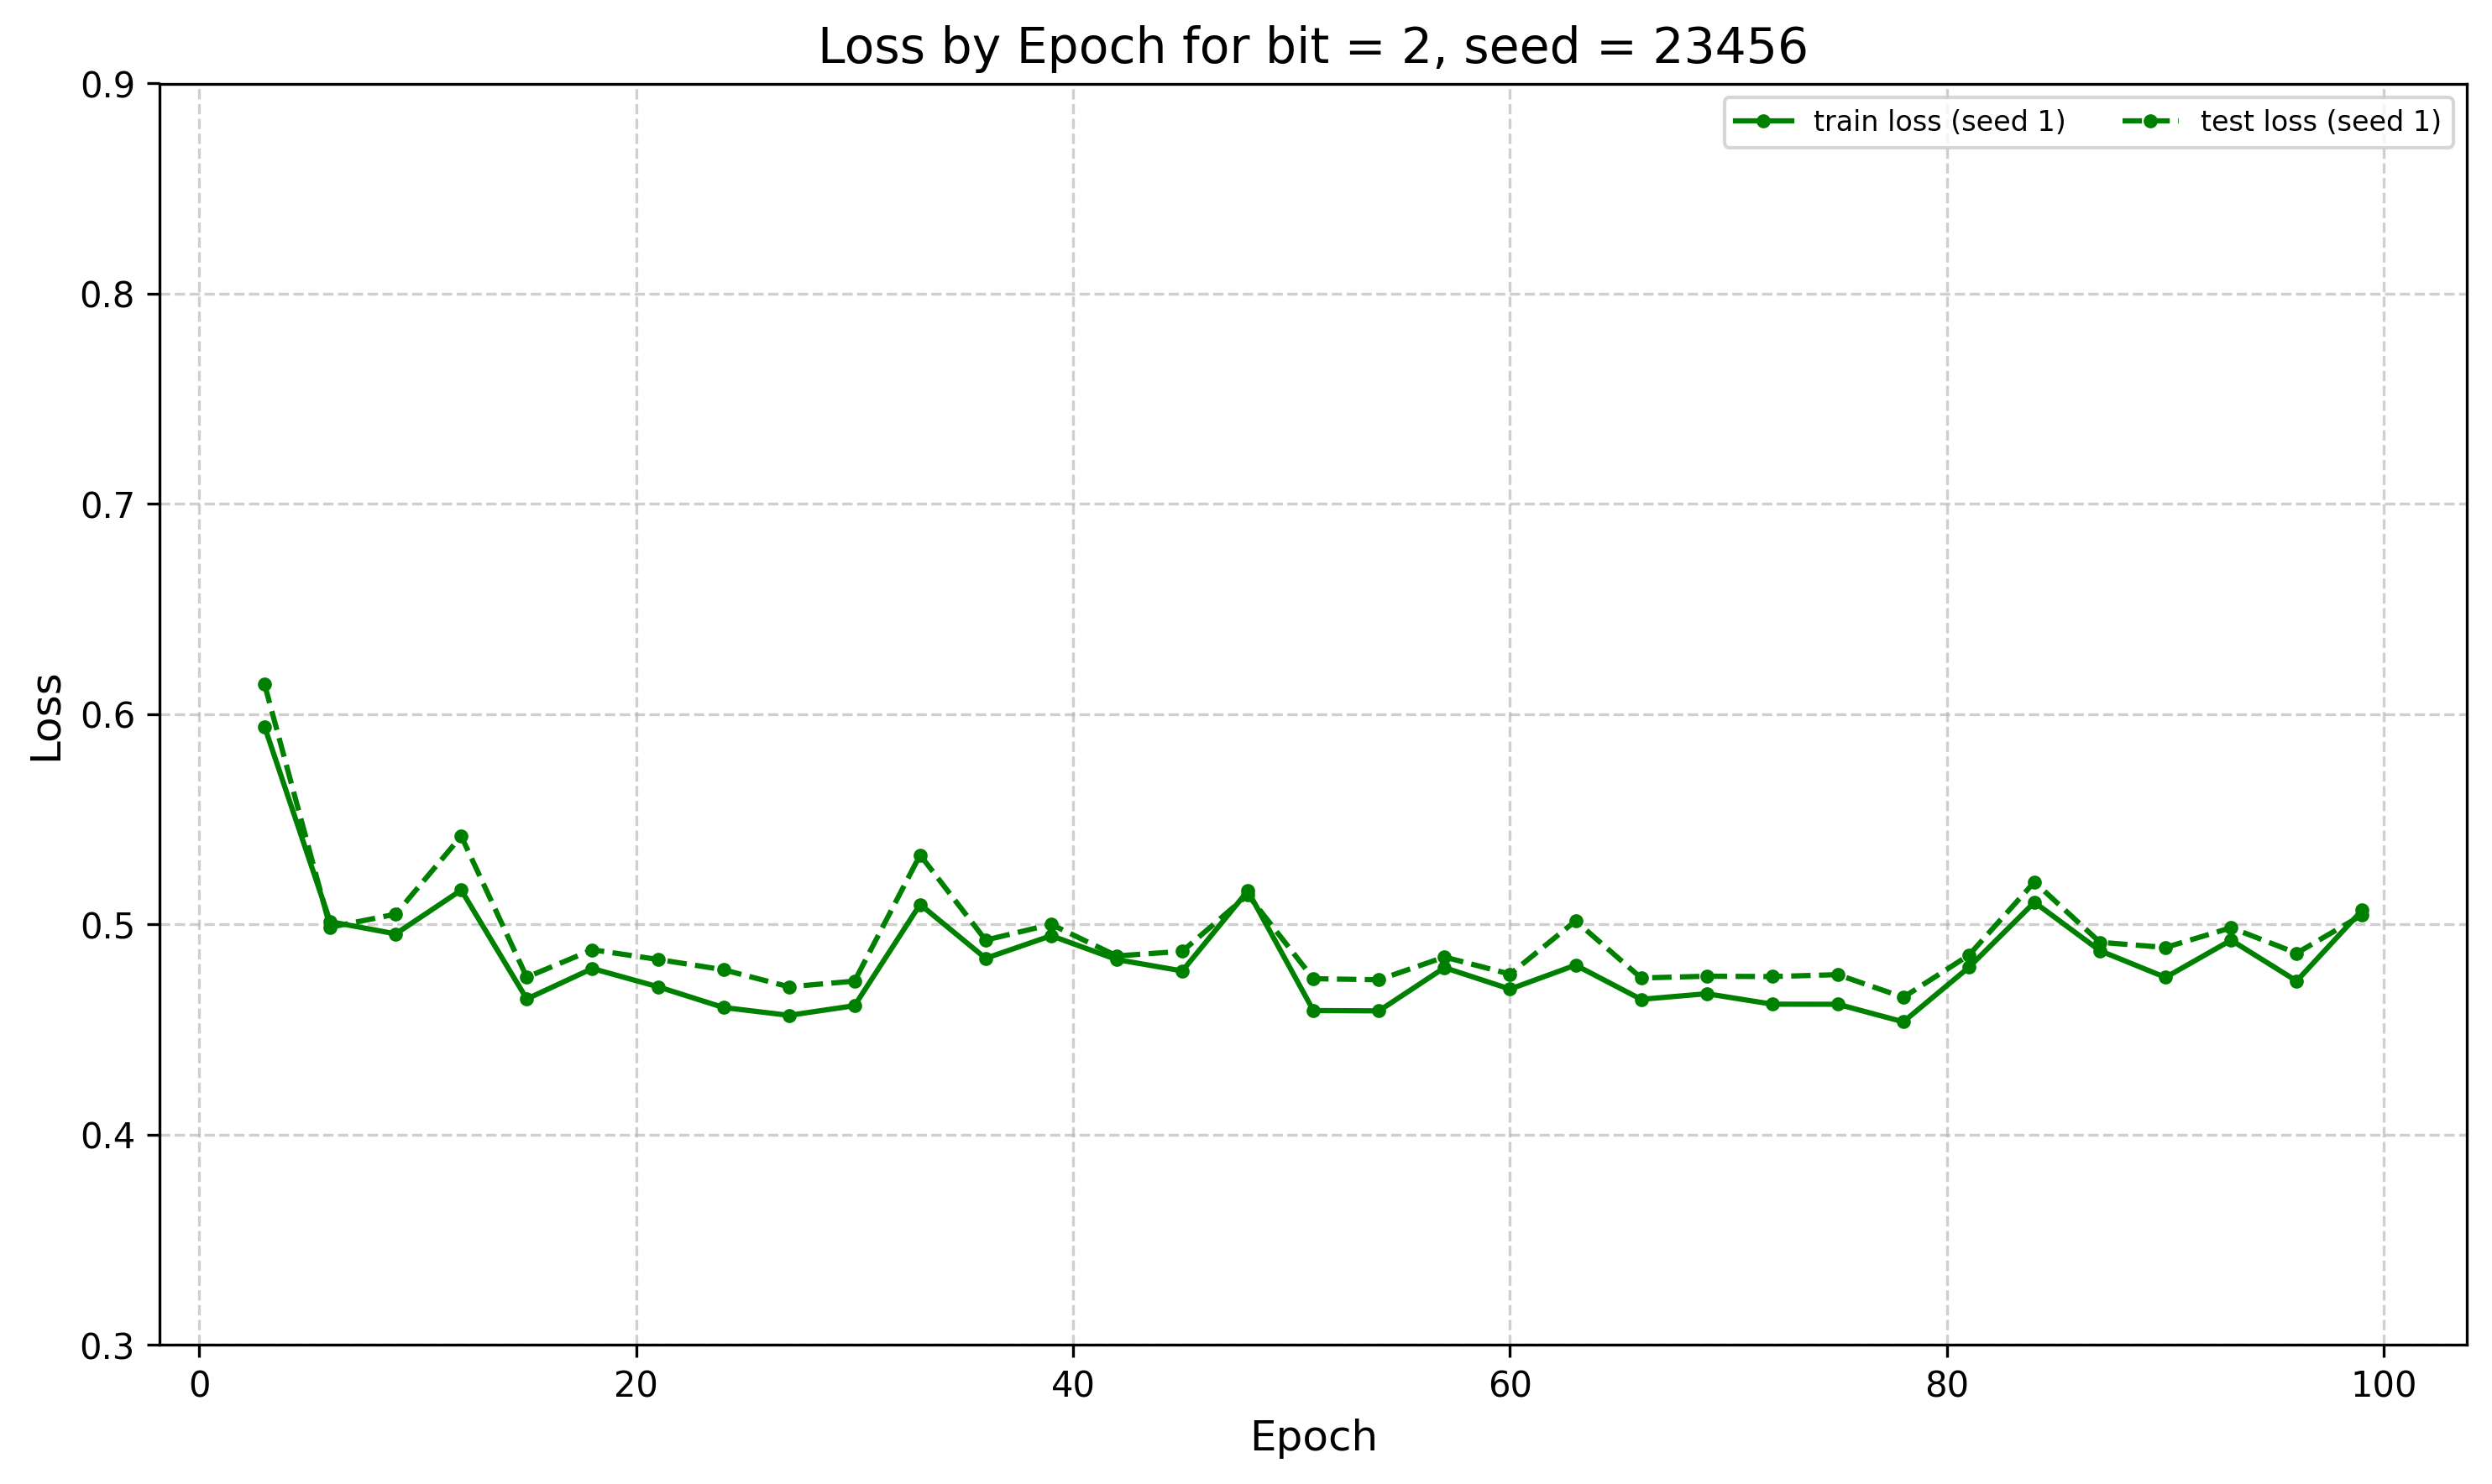 Loss by Epoch for bit = 2, seed = 23456
train loss (seed 1) test loss (seed 1)
0.9
0.8
0.7
0.6
0.5
0.4
0.3
Loss
0 20 40 60 80 100
Epoch